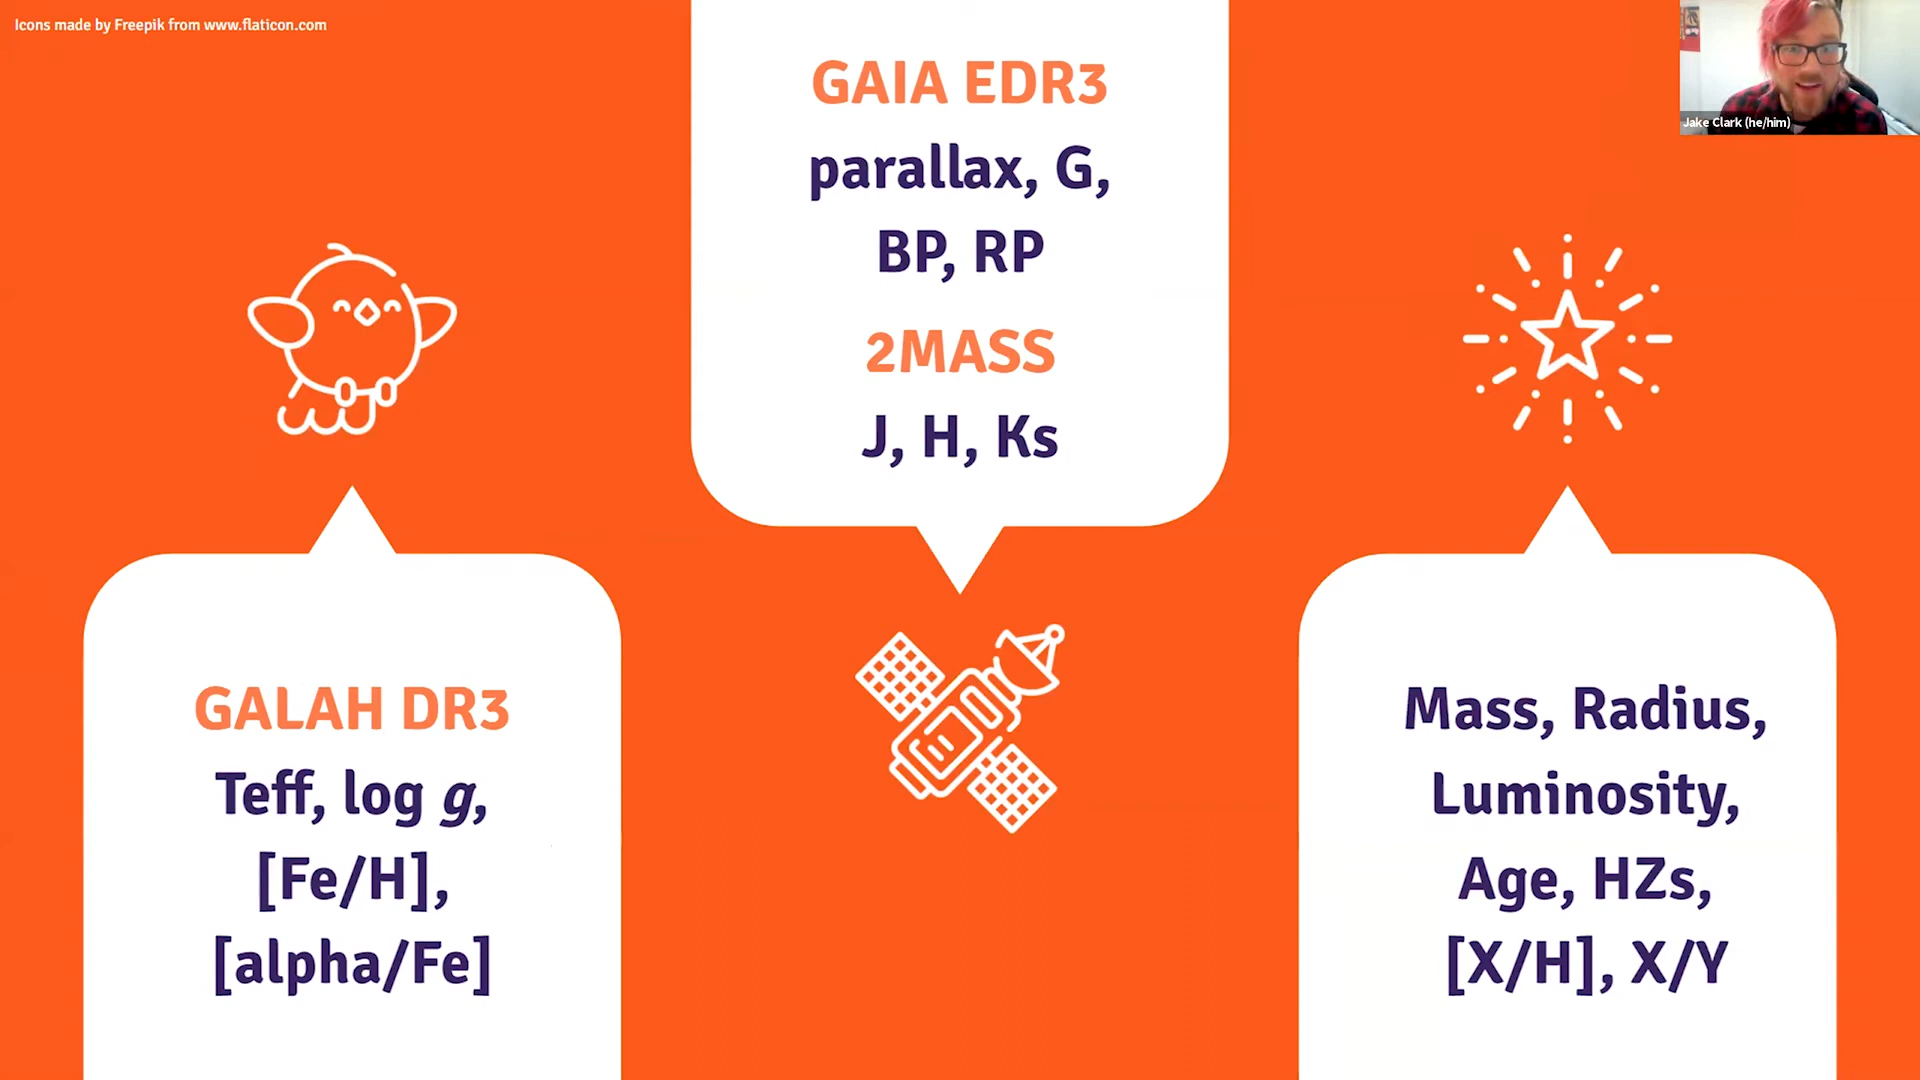 Icons made by Freepik from www.flaticon.com
GAIA EDR3
parallax, G,
BP, RP
2MASS
J, H, Ks
Jake Clark (he/him)
GALAH DR3
Teff, log g,
[Fe/H],
[alpha/Fe]
Mass, Radius,
Luminosity,
Age, HZs,
[X/H], X/Y